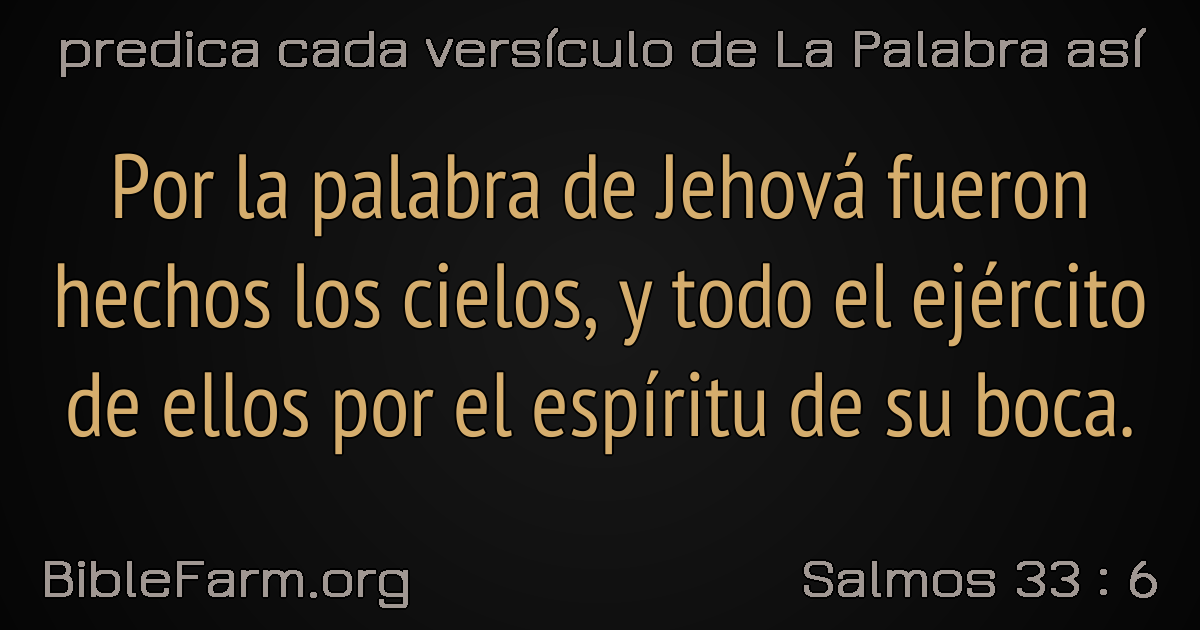 predica cada versículo de La Palabra así
Por la palabra de Jehová fueron
hechos los cielos, y todo el ejército
de ellos por el espíritu de su boca.
BibleFarm.org
Salmos 33 : 6